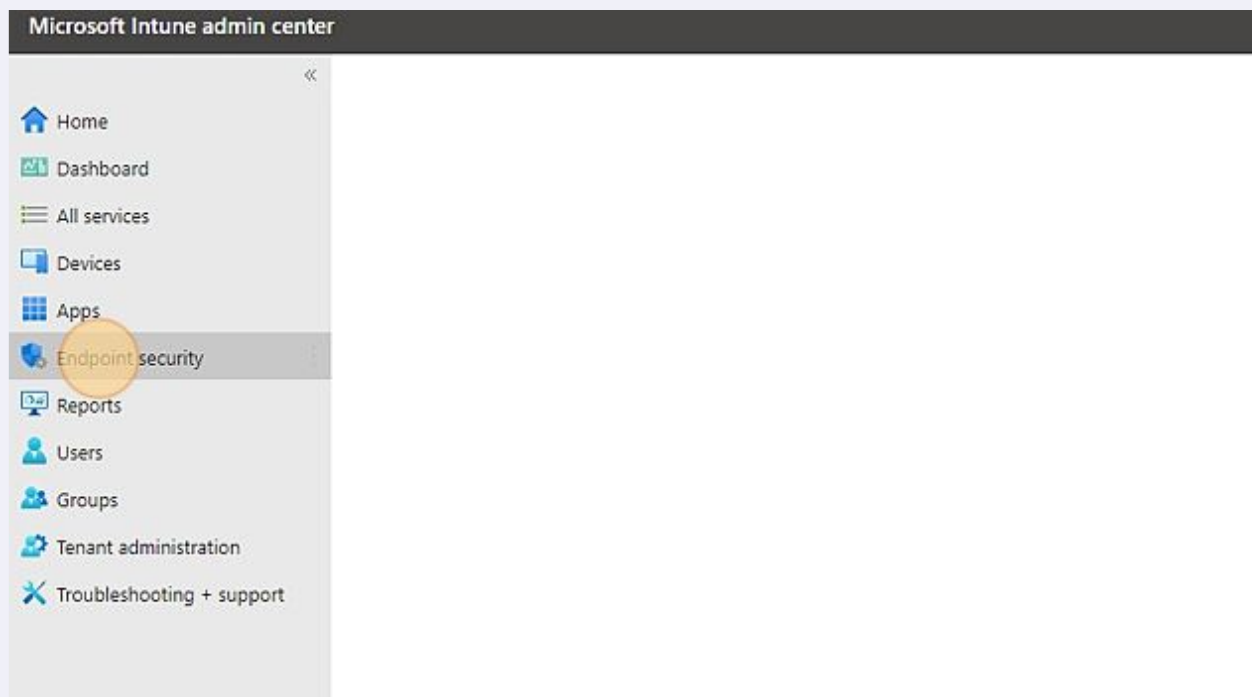 Microsoft Intune admin center
«
Home
Dashboard
All services
Devices
Apps
Endpoint security
Reports
Users
Groups
Tenant administration
Troubleshooting + support